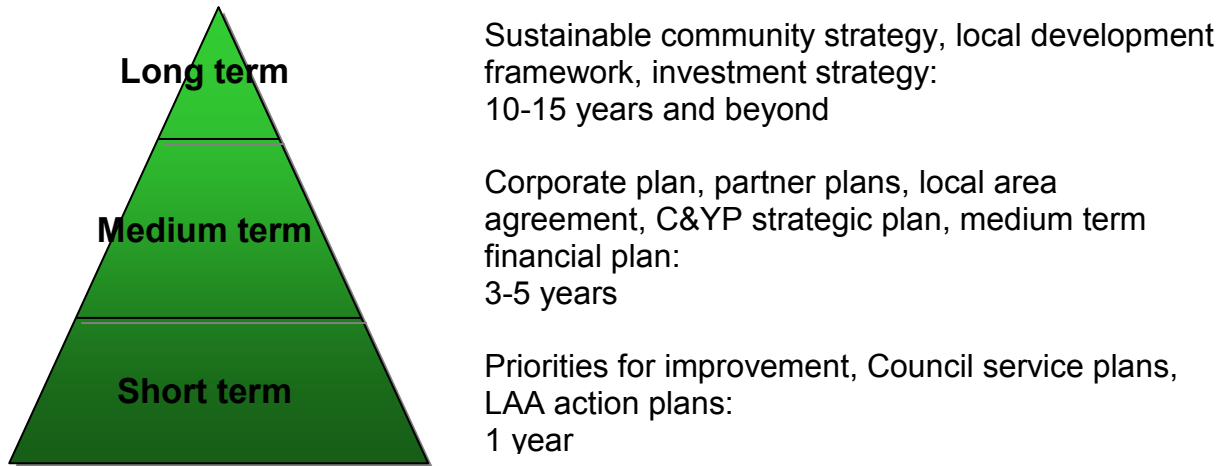 Long term
Sustainable community strategy, local development
framework, investment strategy:
10-15 years and beyond
Medium term
Corporate plan, partner plans, local area
agreement, C&YP strategic plan, medium term
financial plan:
3-5 years
Short term
Priorities for improvement, Council service plans,
LAA action plans:
1 year